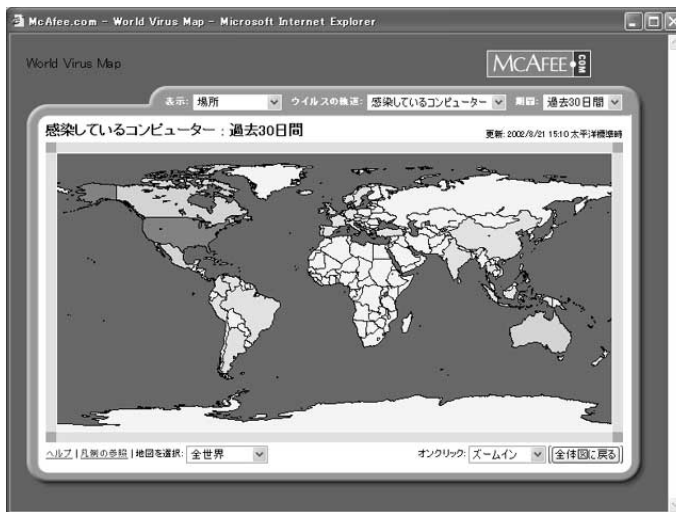 McAfee.com - World Virus Map - Microsoft Internet Explorer
World Virus Map
McAFEE.COM
表示: 場所 ウイルスの検送: 感染しているコンピューター 期間: 過去30日間
感染しているコンピューター : 過去30日間
更新: 2002/8/21 15:10 太平洋標準時
ヘルプ | 凡例の参照 | 地図を選択: 全世界
オンクリック: ズームイン 全体図に戻る